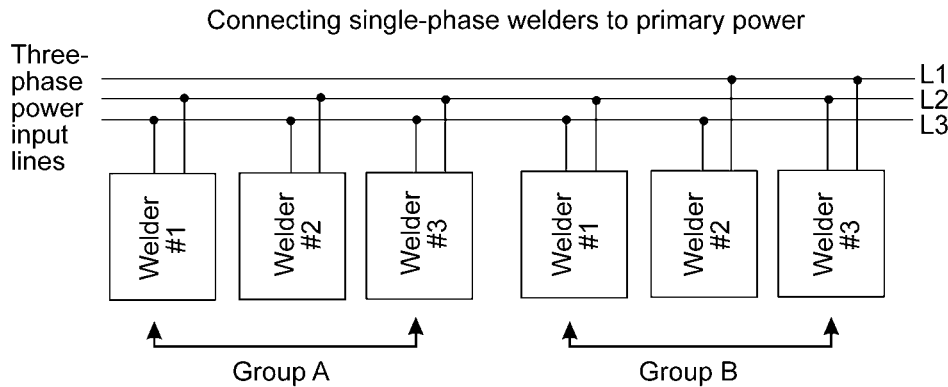 Connecting single-phase welders to primary power
Three-
phase
power
input
lines
L1
L2
L3
Welder
#1
Welder
#2
Welder
#3
Welder
#1
Welder
#2
Welder
#3
Group A
Group B